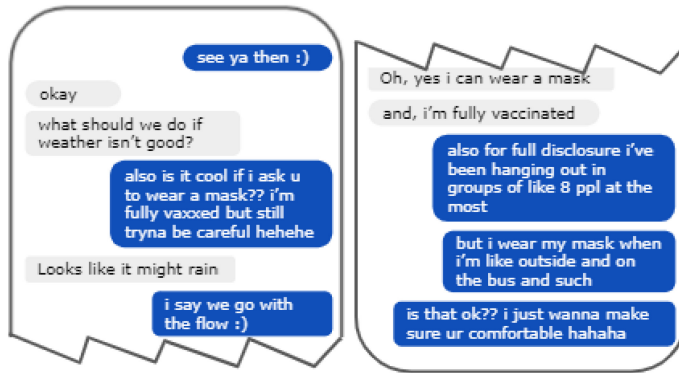 see ya then :)
okay
what should we do if
weather isn't good?
also is it cool if i ask u
to wear a mask?? i'm
fully vaxxed but still
tryna be careful hehehe
Looks like it might rain
i say we go with
the flow :)
Oh, yes i can wear a mask
and, i'm fully vaccinated
also for full disclosure i've
been hanging out in
groups of like 8 ppl at the
most
but i wear my mask when
i'm like outside and on
the bus and such
is that ok?? i just wanna make
sure ur comfortable hahaha